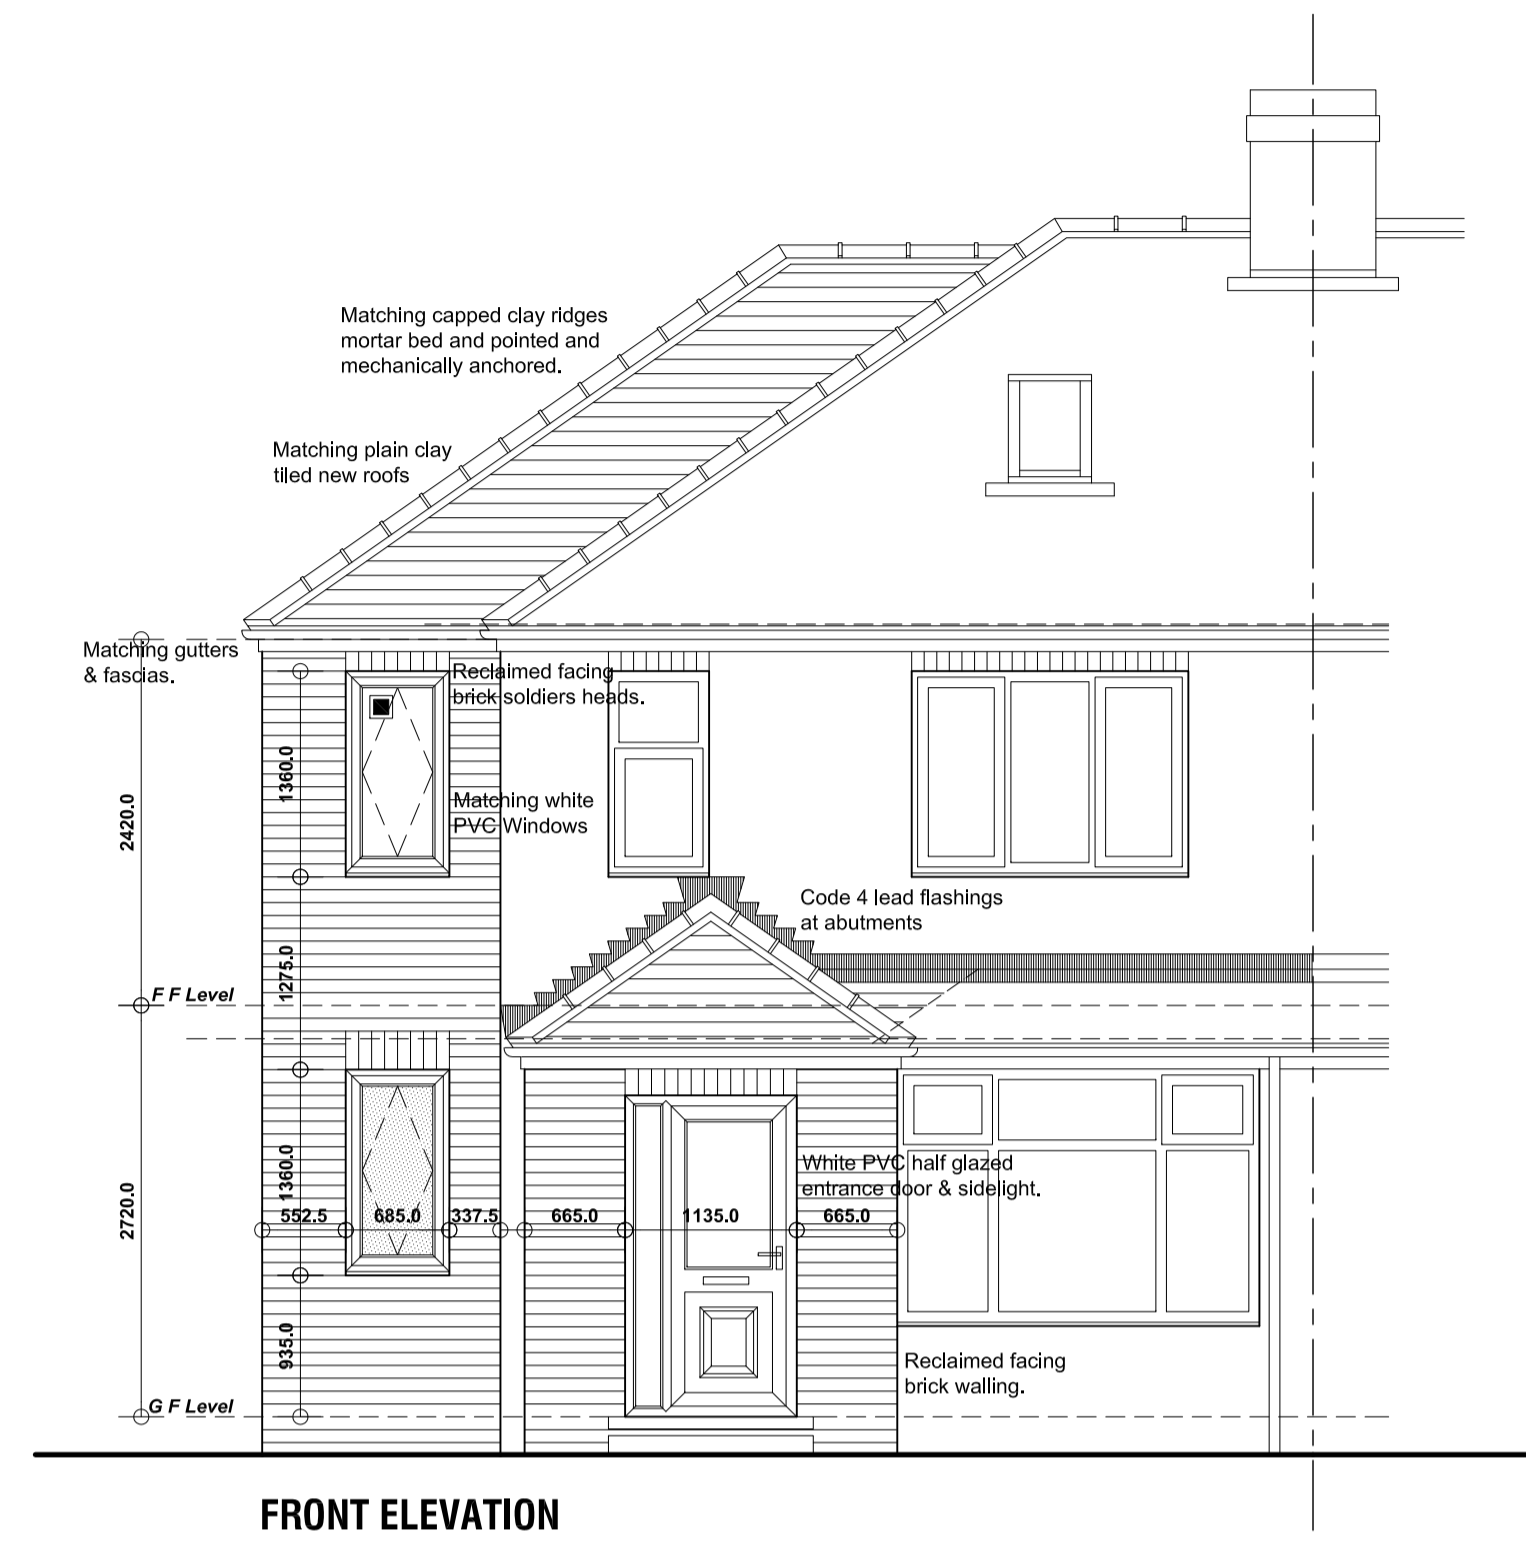 Matching capped clay ridges
mortar bed and pointed and
mechanically anchored.
Matching plain clay
tiled new roofs
Matching gutters
& fascias.
Reclaimed facing
brick soldiers heads.
1360.0
2420.0
Matching white
PVC Windows
Code 4 lead flashings
at abutments
1275.0
F F Level
1360.0
2720.0
White PVC half glazed
entrance door & sidelight.
552.5 685.0 337.5 665.0 1135.0 665.0
935.0
Reclaimed facing
brick walling.
G F Level
FRONT ELEVATION